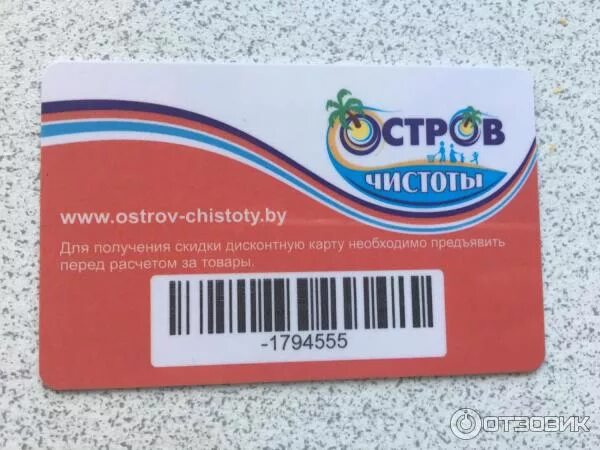 ОСТРОВ
ЧИСТОТЫ
www.ostrov-chistoty.by
Для получения скидки дисконтную карту необходимо предъявить
перед расчетом за товары.
-1794555
ОТЗОВИК